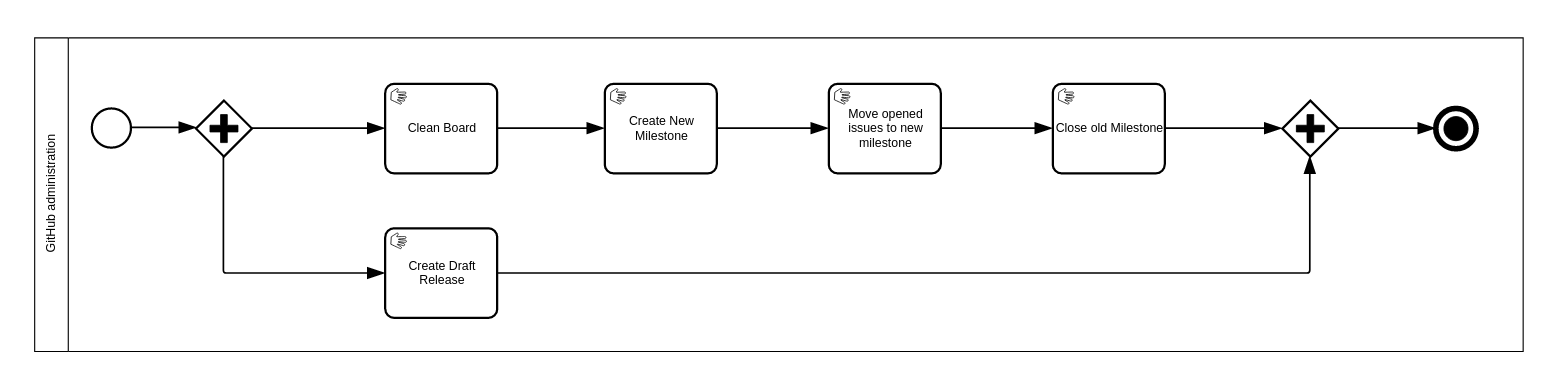 GitHub administration
Clean Board
Create New
Milestone
Move opened
issues to new
milestone
Close old Milestone
Create Draft
Release